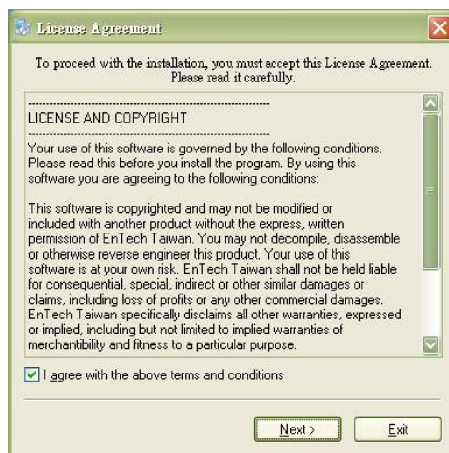 License Agreement
To proceed with the installation, you must accept this License Agreement.
Please read it carefully.
------------------------------------------------------------
LICENSE AND COPYRIGHT
------------------------------------------------------------
Your use of this software is governed by the following conditions.
Please read this before you install the program. By using this
software you are agreeing to the following conditions:
This software is copyrighted and may not be modified or
included with another product without the express, written
permission of EnTech Taiwan. You may not decompile, disassemble
or otherwise reverse engineer this product. Your use of this
software is at your own risk. EnTech Taiwan shall not be held liable
for consequential, special, indirect or other similar damages or
claims, including loss of profits or any other commercial damages.
EnTech Taiwan specifically disclaims all other warranties, expressed
or implied, including but not limited to implied warranties of
merchantibility and fitness to a particular purpose.
I agree with the above terms and conditions
Next >
Exit